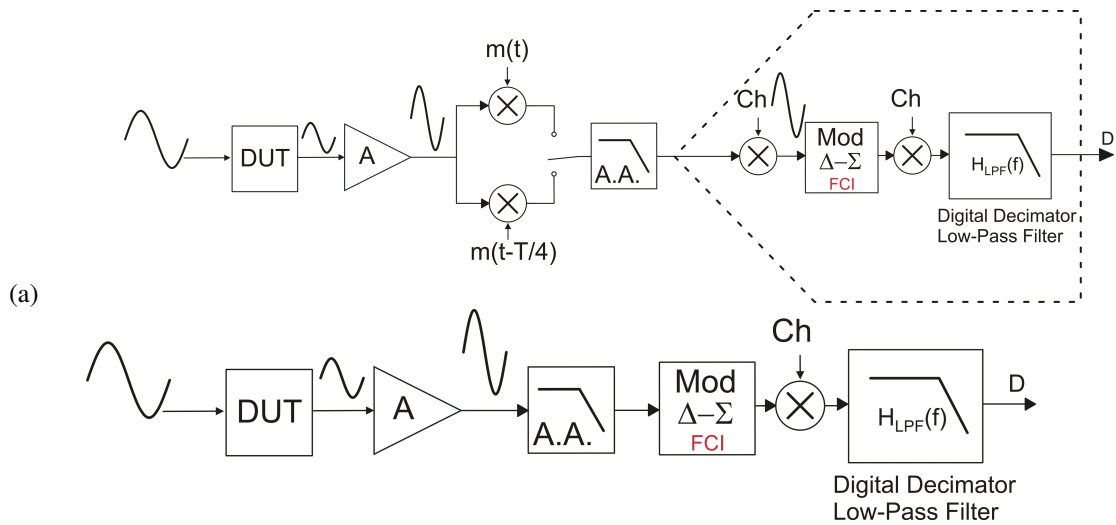 m(t)
Ch
Ch
DUT
A
A.A.
Mod
Δ−Σ
FCI
H_LPF(f)
D
m(t-T/4)
Digital Decimator
Low-Pass Filter
(a)
Ch
DUT
A
A.A.
Mod
Δ−Σ
FCI
H_LPF(f)
D
Digital Decimator
Low-Pass Filter